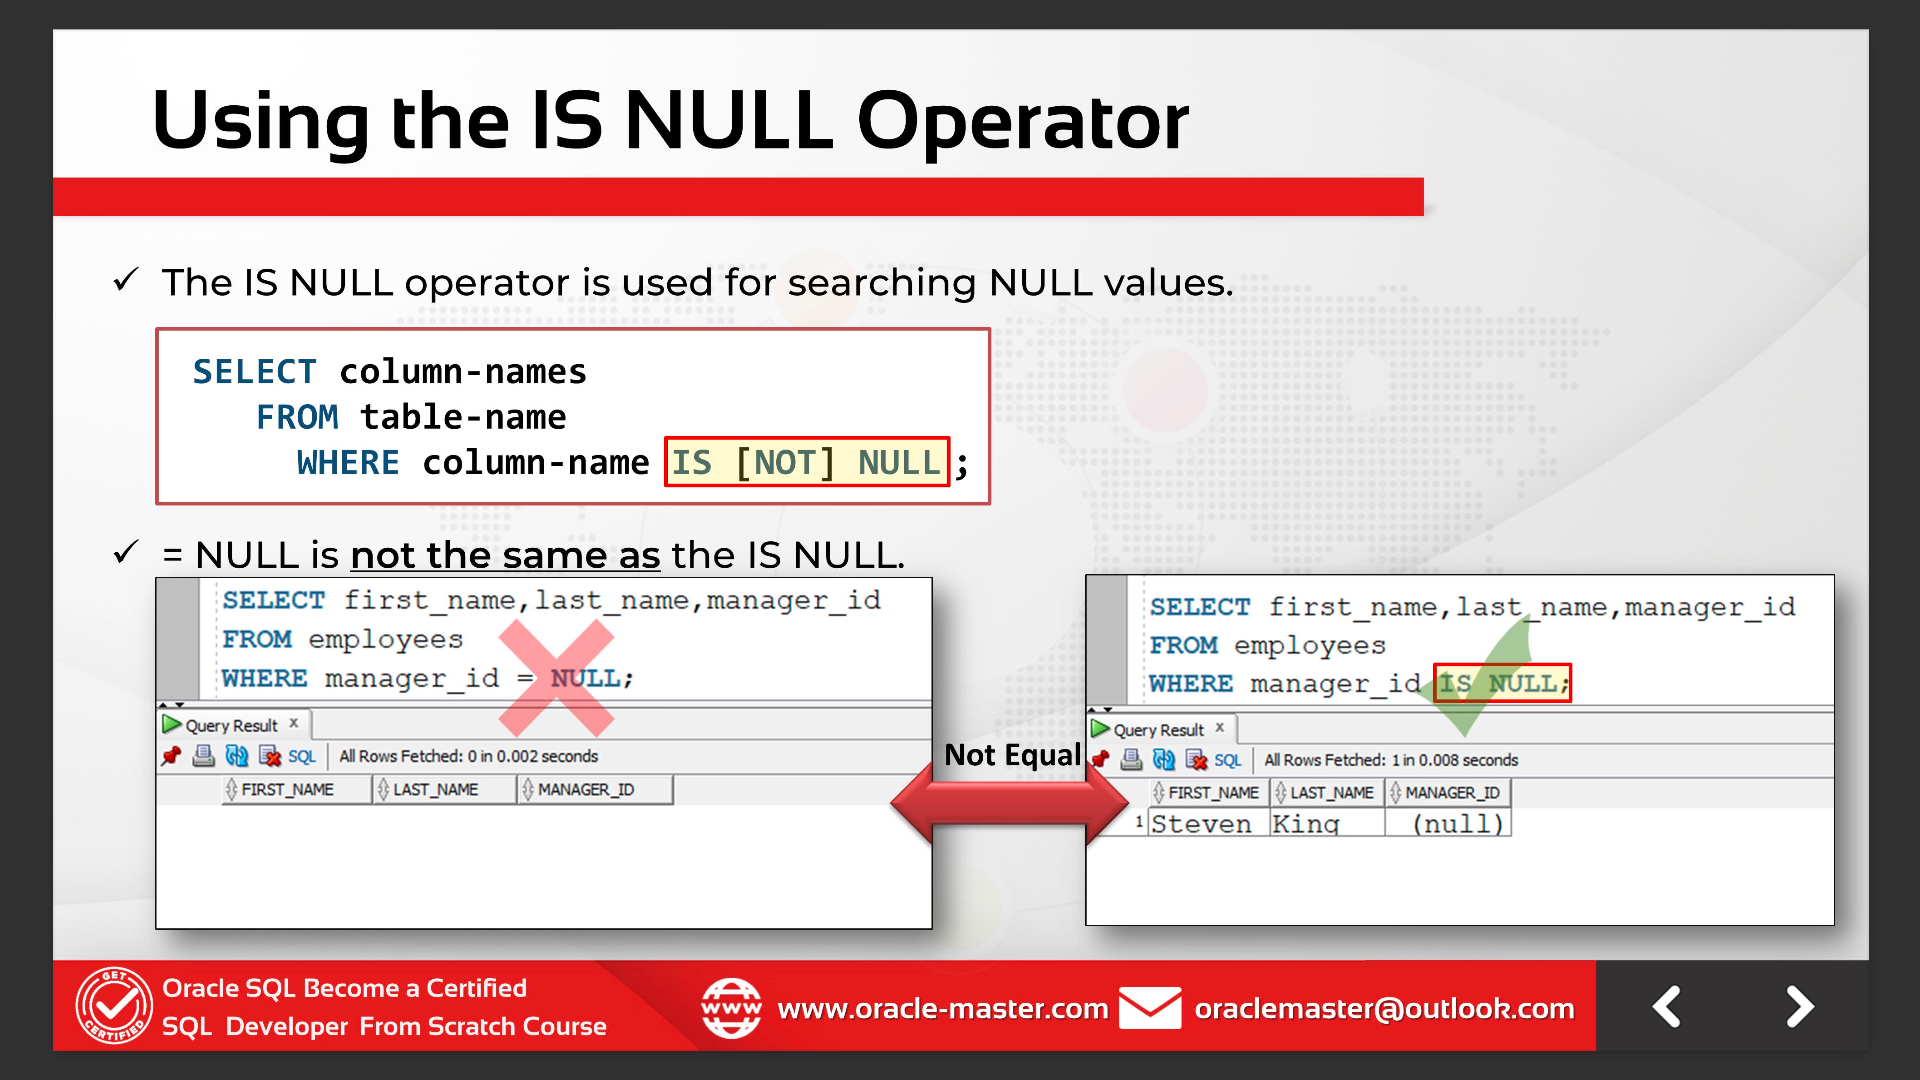 Using the IS NULL Operator
✓ The IS NULL operator is used for searching NULL values.
SELECT column-names
FROM table-name
WHERE column-name IS [NOT] NULL ;
✓ = NULL is not the same as the IS NULL.
SELECT first_name,last_name,manager_id
FROM employees
WHERE manager_id = NULL;
Query Result x
SQL | All Rows Fetched: 0 in 0.002 seconds
FIRST_NAME LAST_NAME MANAGER_ID
Not Equal
SELECT first_name,last_name,manager_id
FROM employees
WHERE manager_id IS NULL;
Query Result x
SQL | All Rows Fetched: 1 in 0.008 seconds
FIRST_NAME LAST_NAME MANAGER_ID
1 Steven King (null)
GET CERTIFIED
Oracle SQL Become a Certified
SQL Developer From Scratch Course
www
www.oracle-master.com
oraclemaster@outlook.com